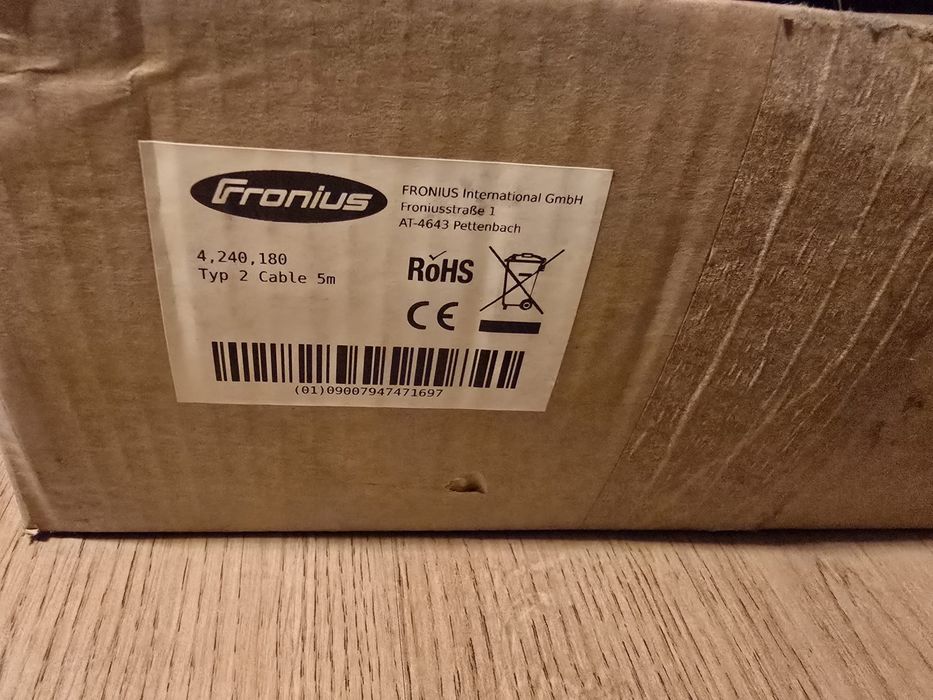 Fronius
FRONIUS International GmbH
Froniusstraße 1
AT-4643 Pettenbach
4,240,180
Typ 2 Cable 5m
RoHS
CE
(01)09007947471697